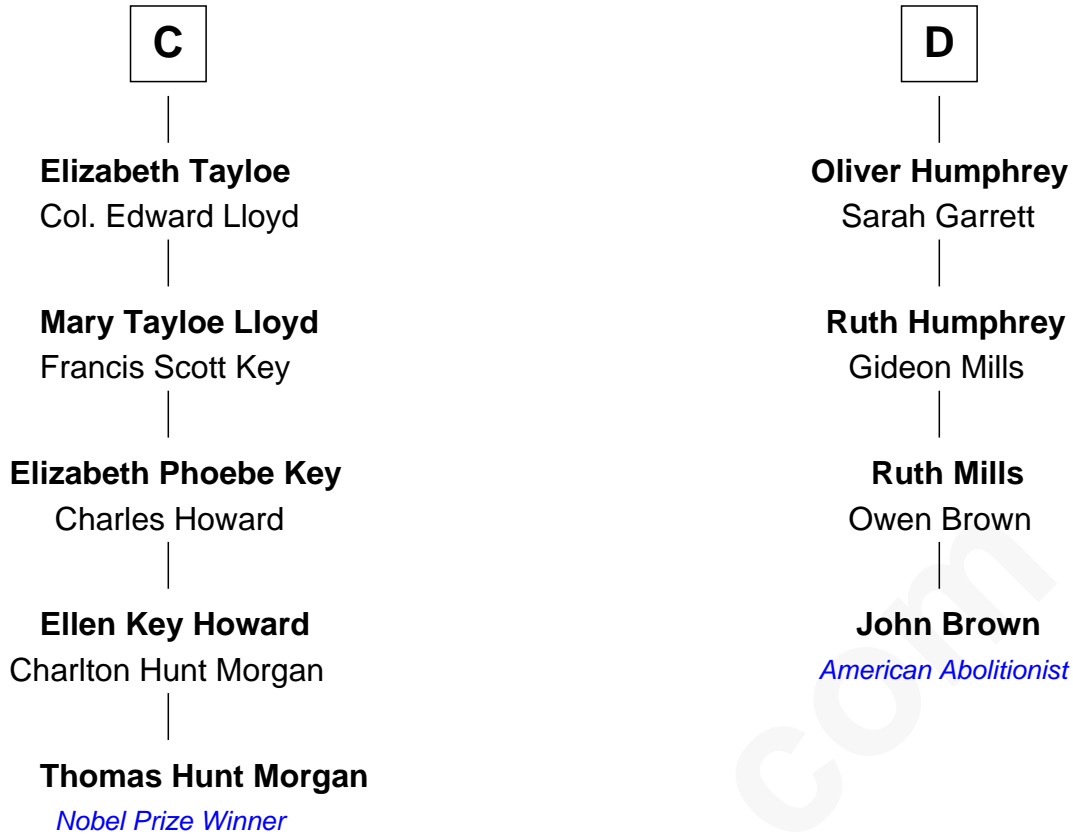 C
Elizabeth Tayloe
Col. Edward Lloyd
Mary Tayloe Lloyd
Francis Scott Key
Elizabeth Phoebe Key
Charles Howard
Ellen Key Howard
Charlton Hunt Morgan
Thomas Hunt Morgan
Nobel Prize Winner
D
Oliver Humphrey
Sarah Garrett
Ruth Humphrey
Gideon Mills
Ruth Mills
Owen Brown
John Brown
American Abolitionist
com